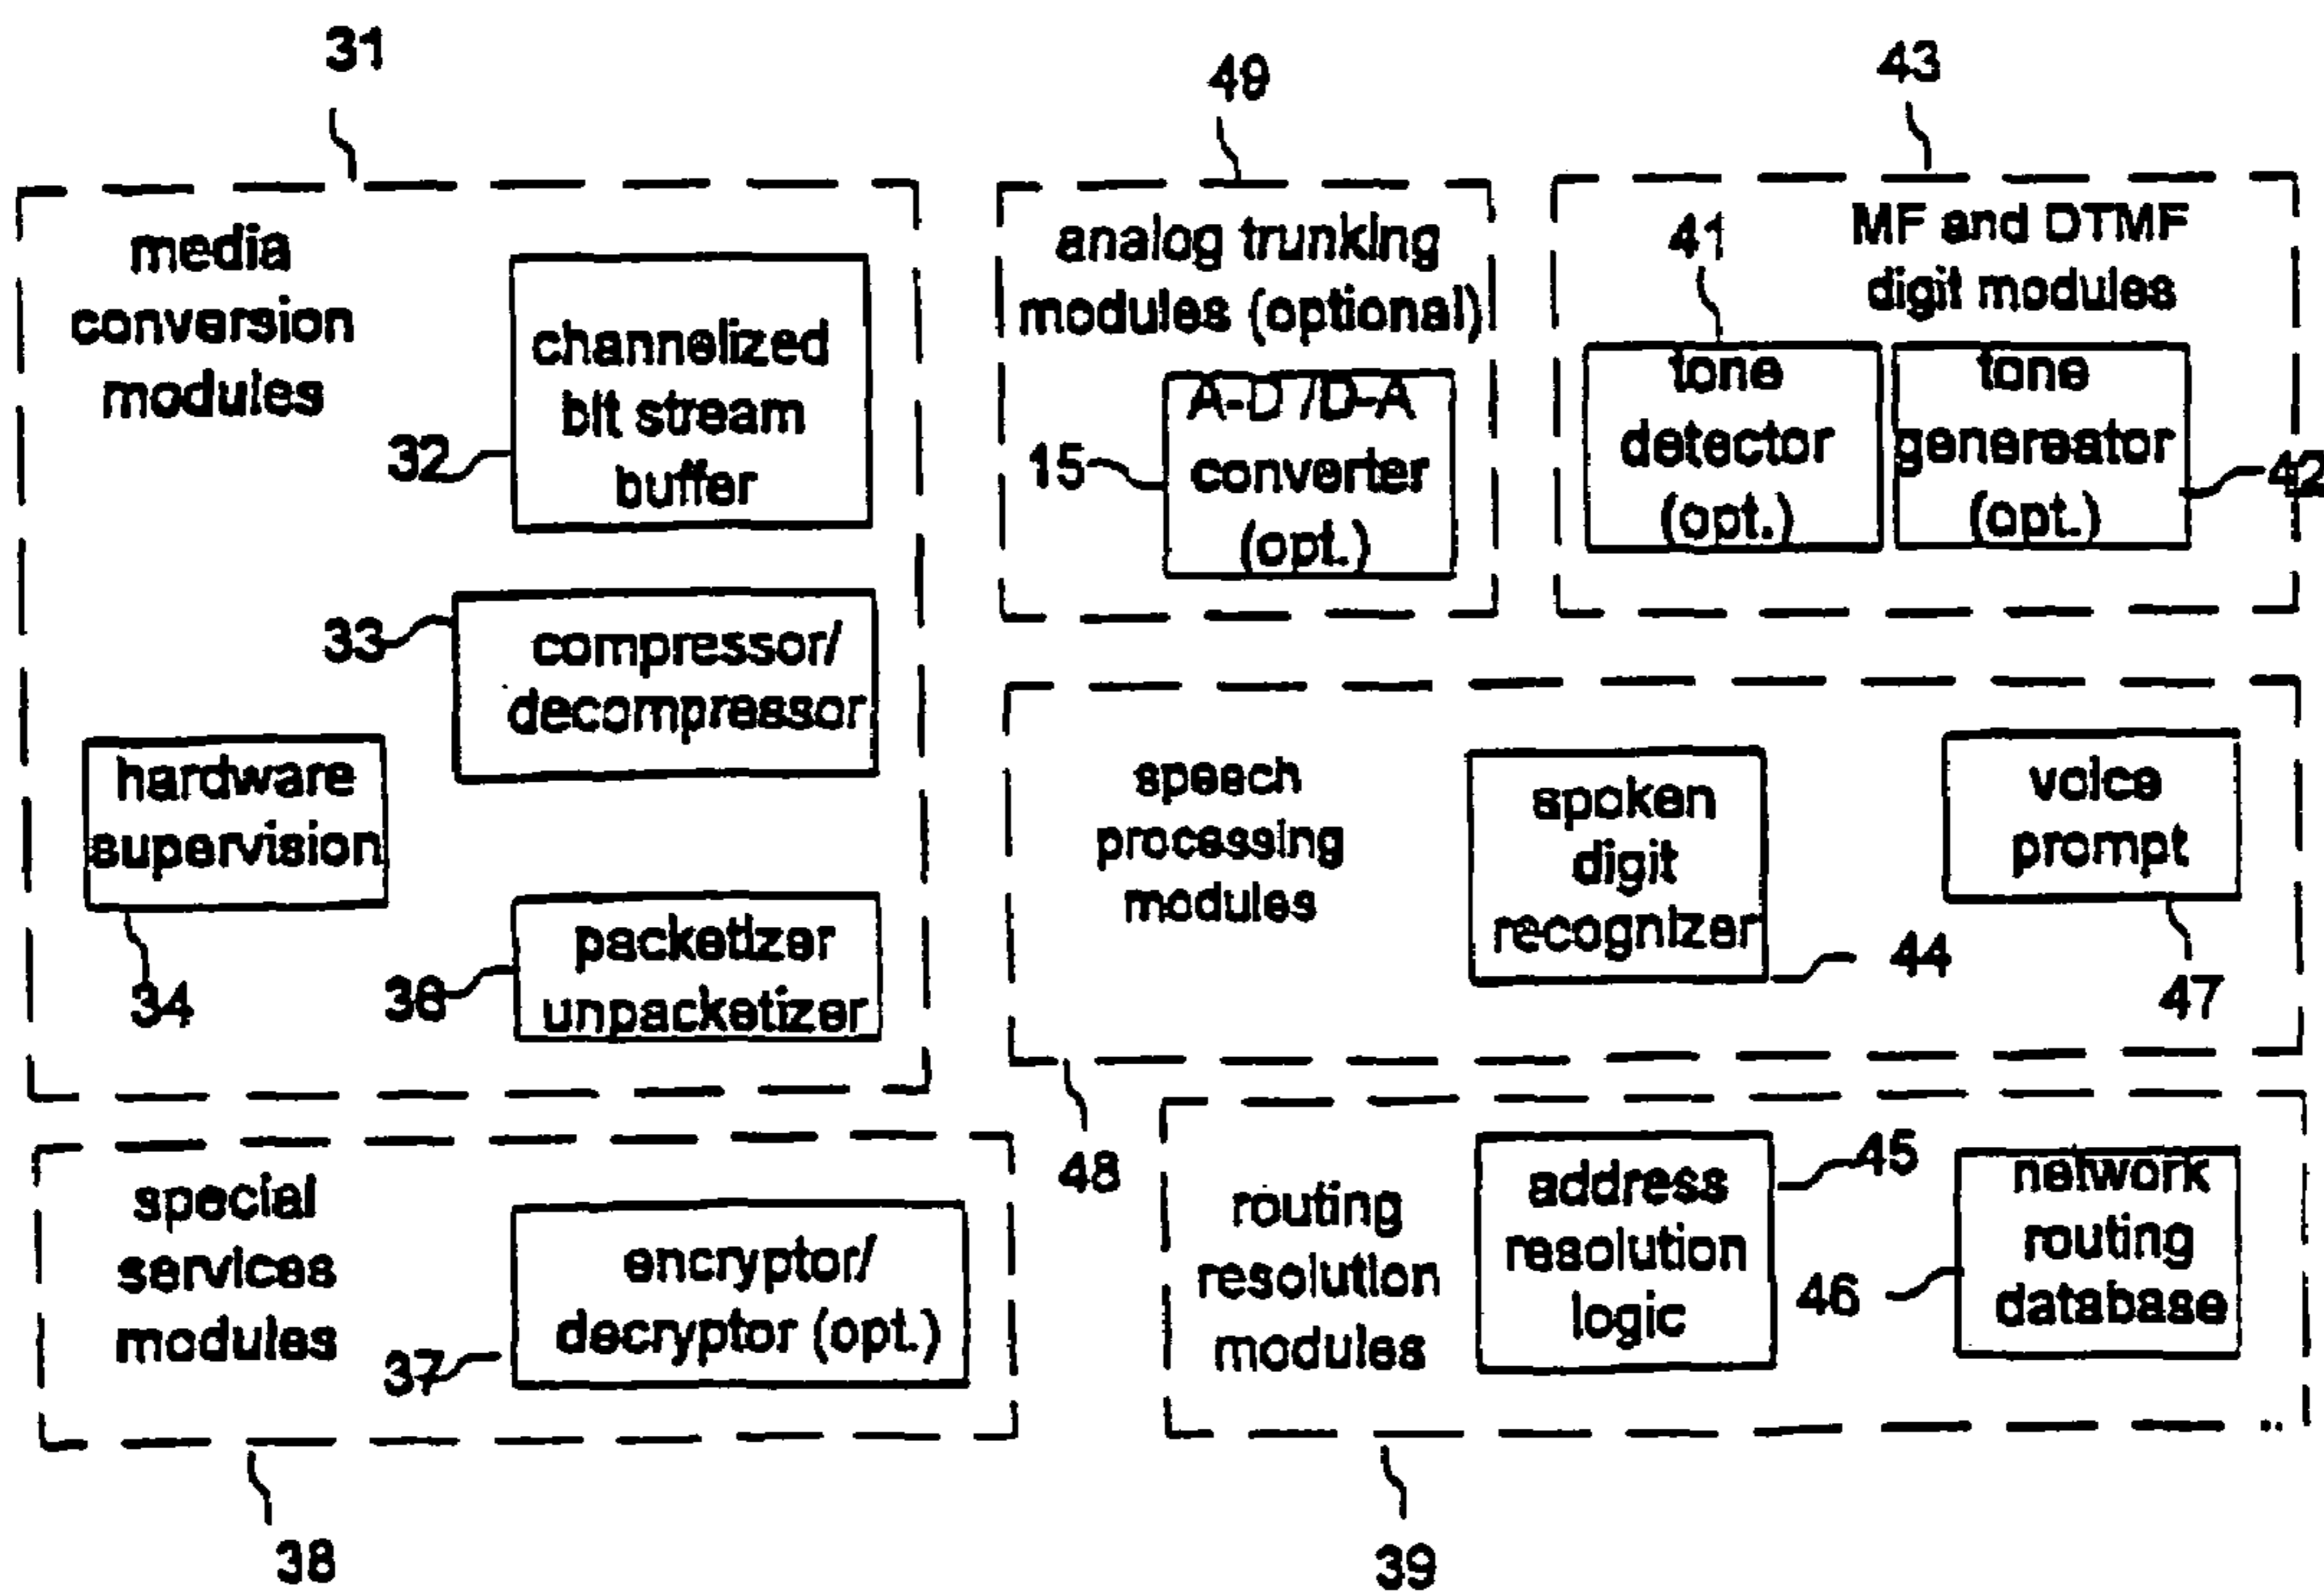 31
49
43
media
conversion
modules
channelized
bit stream
buffer
32
compressor/
decompressor
33
hardware
supervision
34
packetizer
unpacketizer
36
analog trunking
modules (optional)
A-D /D-A
converter
(opt.)
15
41
MF and DTMF
digit modules
tone
detector
(opt.)
tone
genereator
(opt.)
42
speech
processing
modules
spoken
digit
recognizer
44
voice
prompt
47
48
special
services
modules
encryptor/
decryptor (opt.)
37
38
routing
resolution
modules
address
resolution
logic
45
network
routing
database
46
39